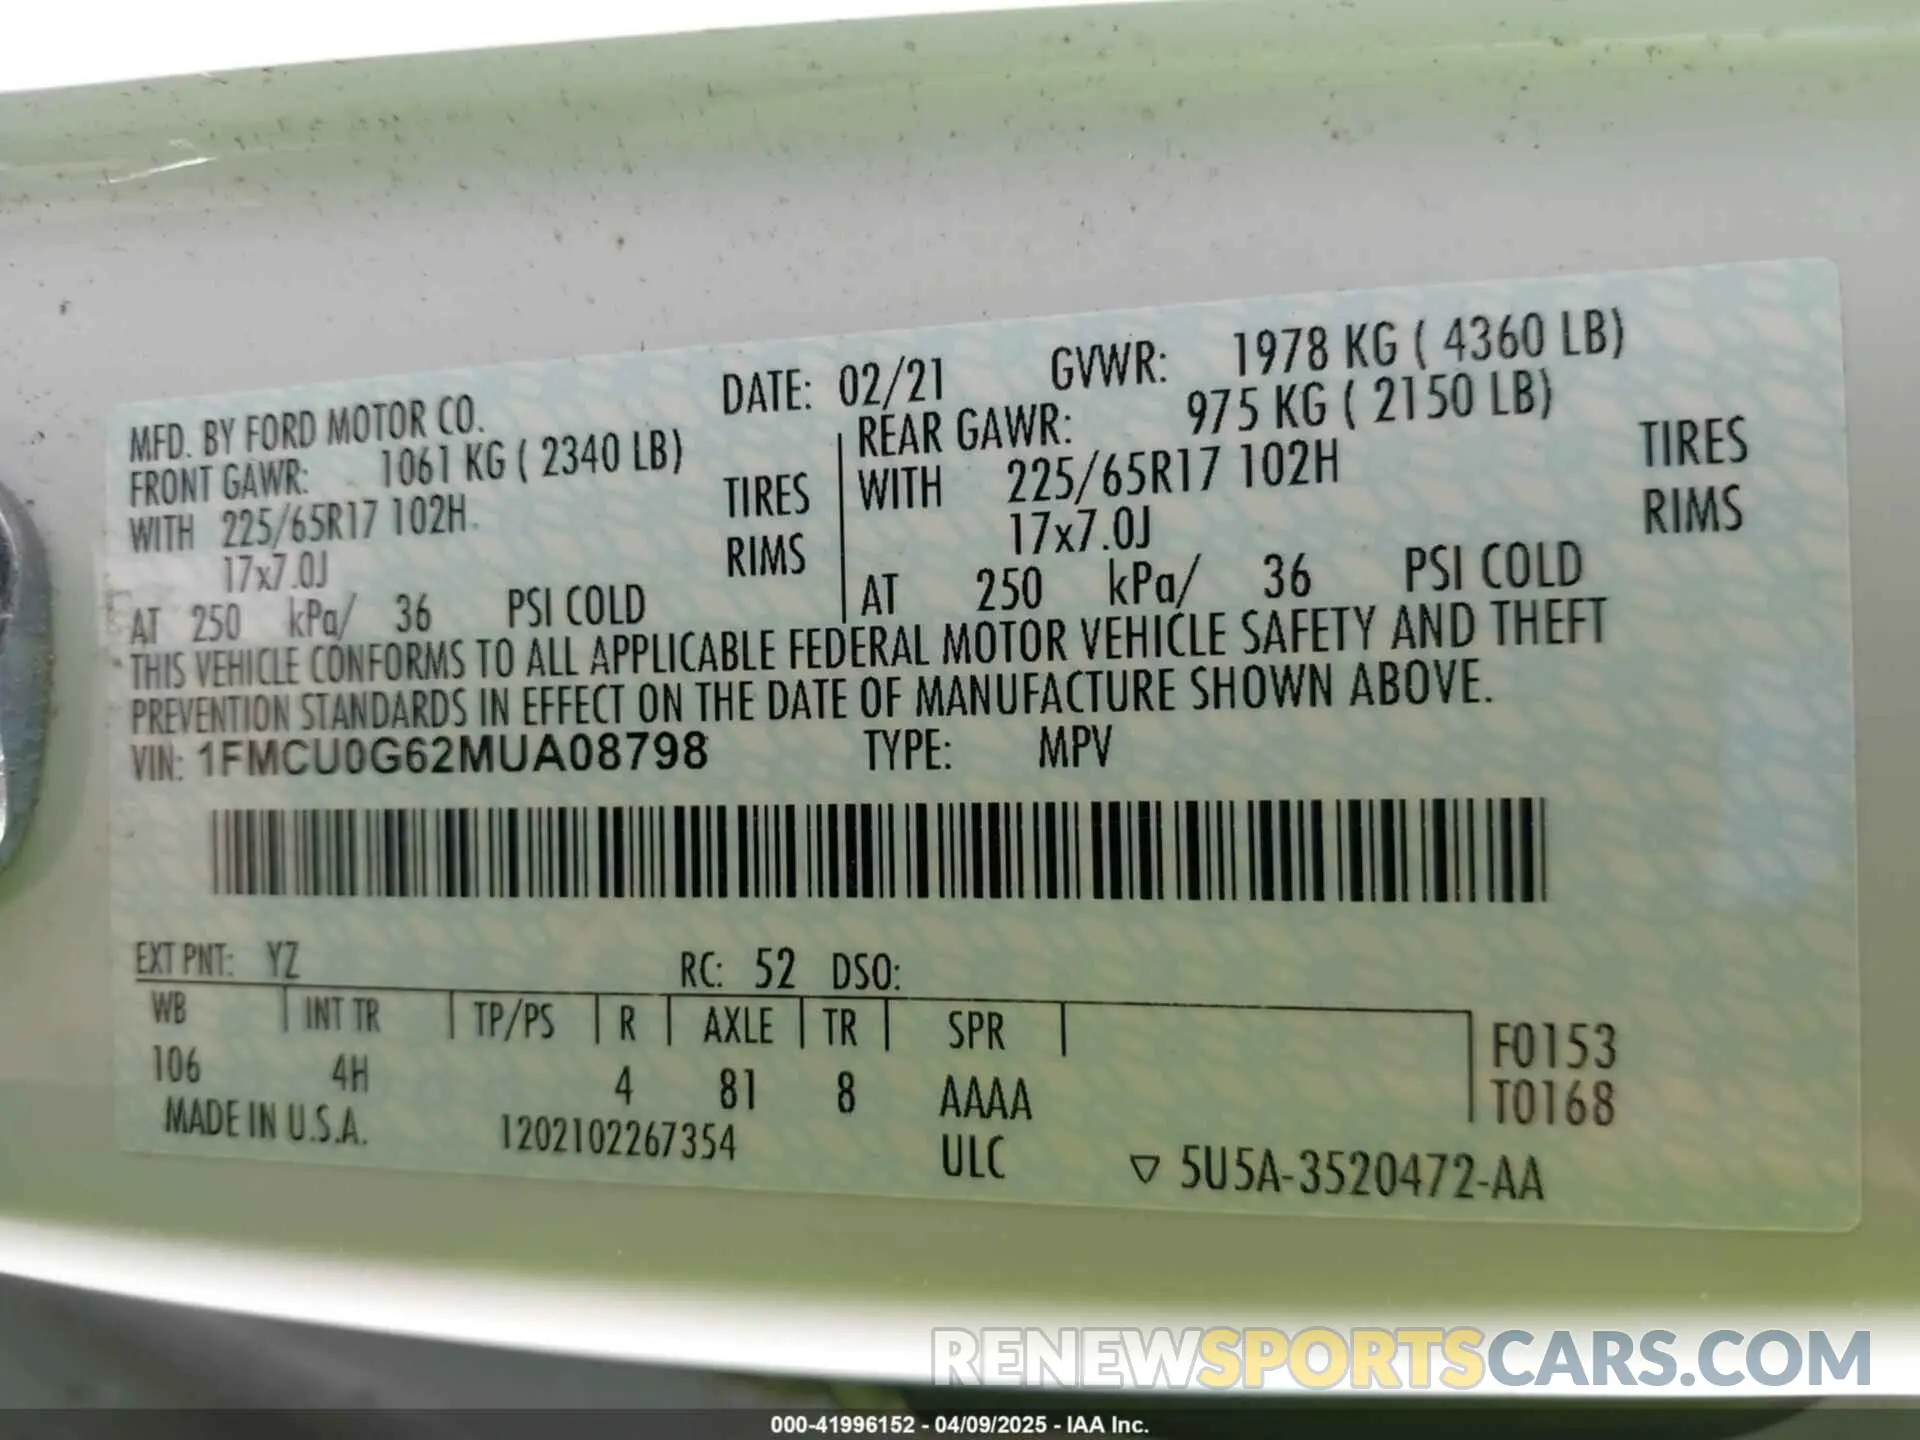 MFD. BY FORD MOTOR CO. DATE: 02/21 GVWR: 1978 KG ( 4360 LB)
FRONT GAWR: 1061 KG ( 2340 LB) REAR GAWR: 975 KG ( 2150 LB)
WITH 225/65R17 102H TIRES WITH 225/65R17 102H TIRES
17x7.0J RIMS 17x7.0J RIMS
AT 250 kPa/ 36 PSI COLD AT 250 kPa/ 36 PSI COLD
THIS VEHICLE CONFORMS TO ALL APPLICABLE FEDERAL MOTOR VEHICLE SAFETY AND THEFT
PREVENTION STANDARDS IN EFFECT ON THE DATE OF MANUFACTURE SHOWN ABOVE.
VIN: 1FMCU0G62MUA08798 TYPE: MPV
EXT PNT: YZ RC: 52 DSO:
WB INT TR TP/PS R AXLE TR SPR F0153
106 4H 4 81 8 AAAA T0168
MADE IN U.S.A. 1202102267354 ULC ▽ 5U5A-3520472-AA
RENEWSPORTSCARS.COM
000-41996152 - 04/09/2025 - IAA Inc.